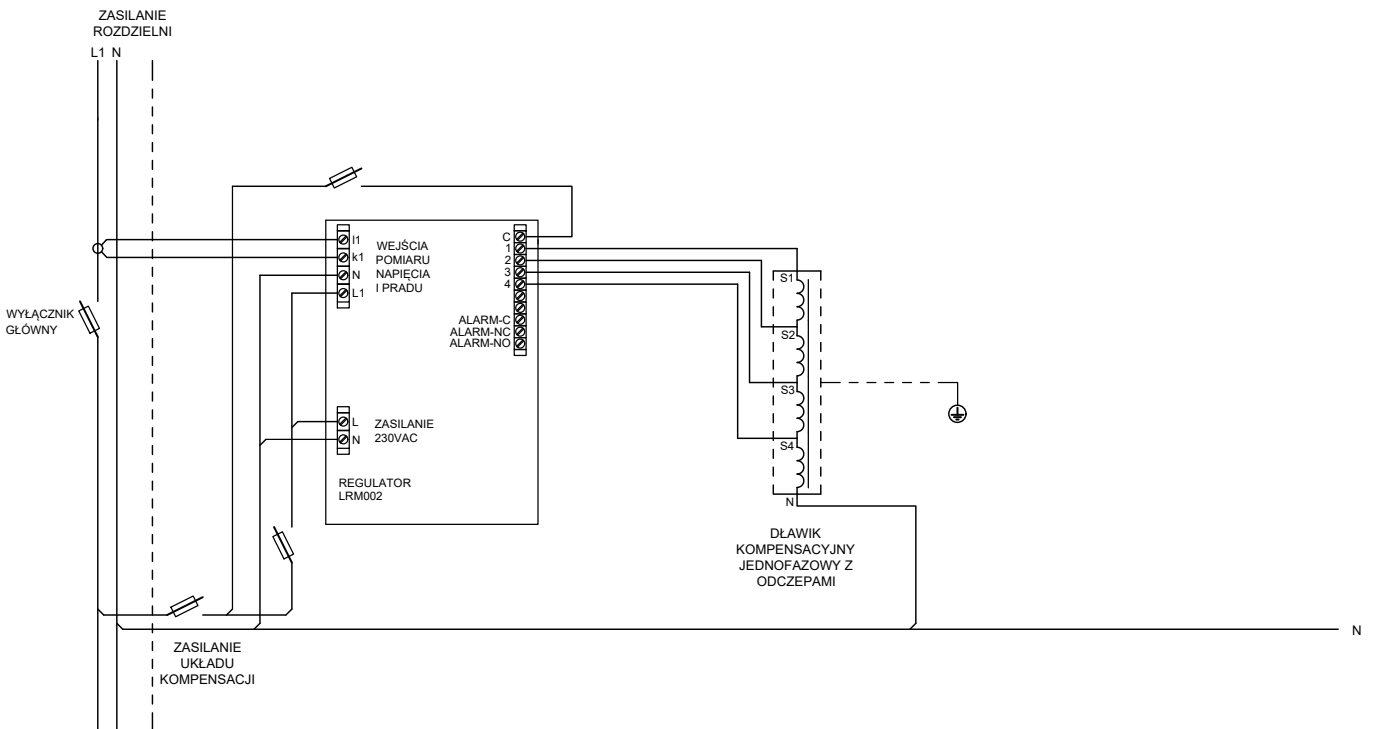 ZASILANIE
ROZDZIELNI
L1 N
WYŁĄCZNIK
GŁÓWNY
l1
k1
N
L1
WEJŚCIA
POMIARU
NAPIĘCIA
I PRADU
C
1
2
3
4
ALARM-C
ALARM-NC
ALARM-NO
L
N
ZASILANIE
230VAC
REGULATOR
LRM002
S1
S2
S3
S4
N
DŁAWIK
KOMPENSACYJNY
JEDNOFAZOWY Z
ODCZEPAMI
N
ZASILANIE
UKŁADU
KOMPENSACJI